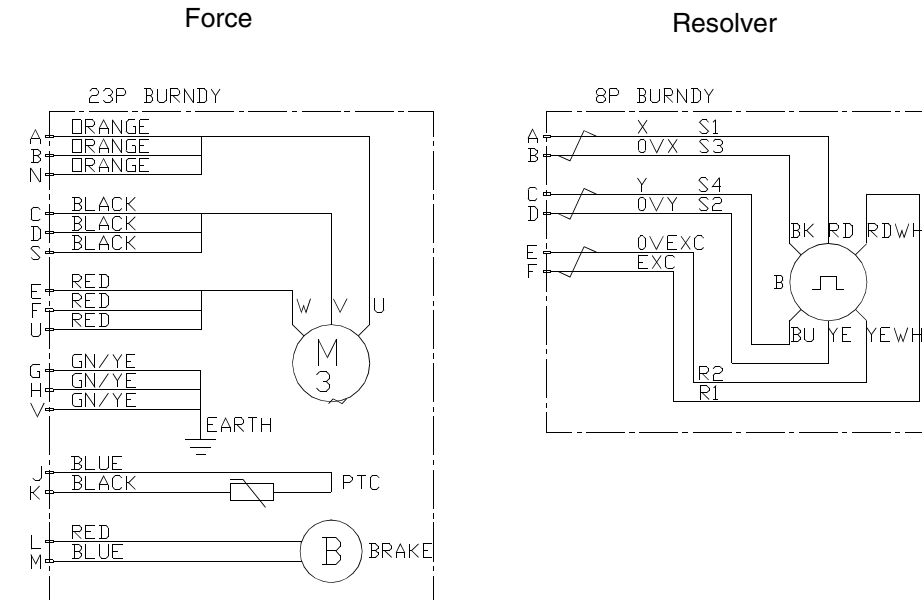 Force
Resolver
23P BURNDY
A ORANGE
B ORANGE
N ORANGE
C BLACK
D BLACK
S BLACK
E RED
F RED
U RED
W V U
M
3
G GN/YE
H GN/YE
V GN/YE
EARTH
J BLUE
K BLACK
PTC
L RED
M BLUE
B
BRAKE
8P BURNDY
A X S1
B 0VX S3
C Y S4
D 0VY S2
E 0VEXC
F EXC
BK RD RDWH
B
BU YE YEWH
R2
R1